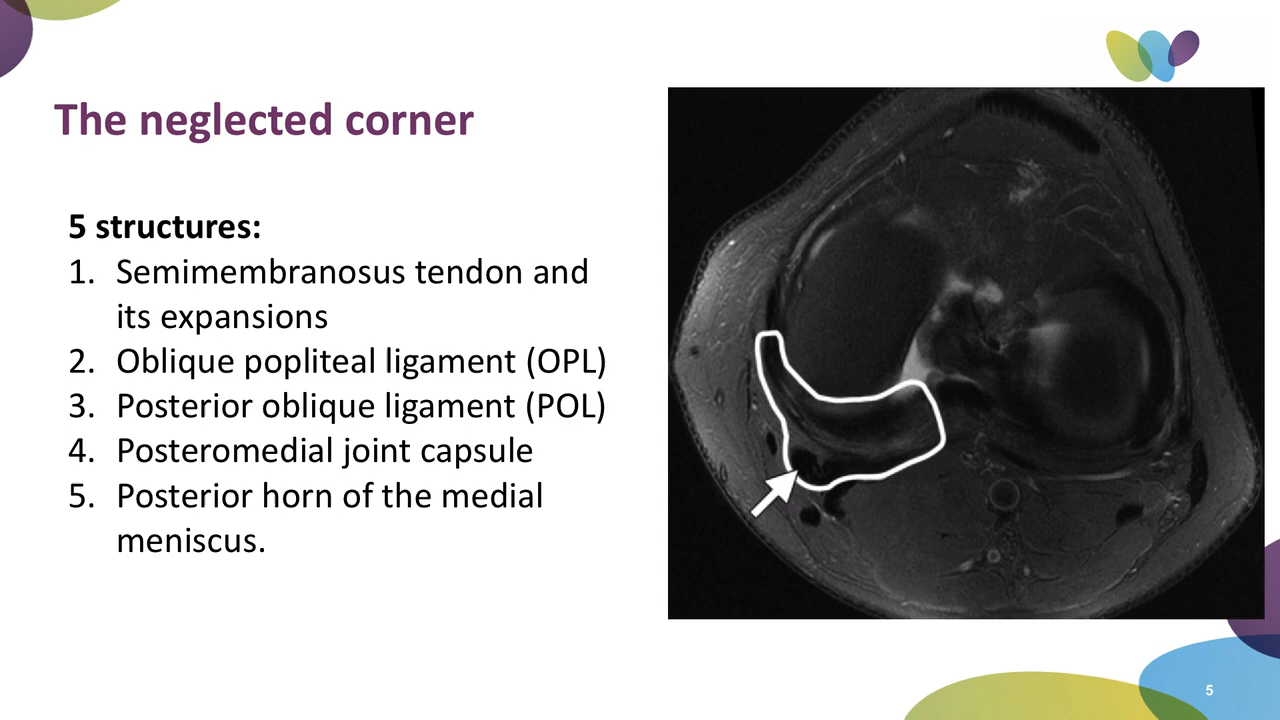 The neglected corner
5 structures:
1. Semimembranosus tendon and
its expansions
2. Oblique popliteal ligament (OPL)
3. Posterior oblique ligament (POL)
4. Posteromedial joint capsule
5. Posterior horn of the medial
meniscus.
5